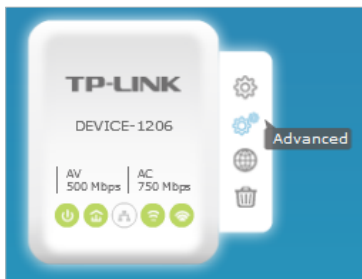 TP-LINK
DEVICE-1206
Advanced
AV
500 Mbps
AC
750 Mbps